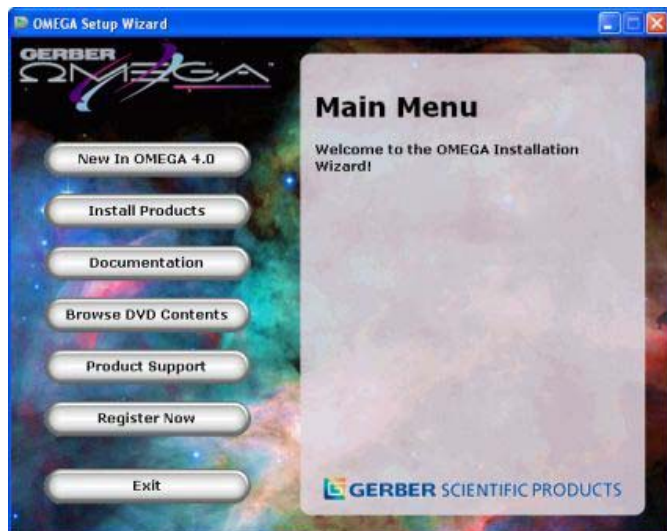 OMEGA Setup Wizard
GERBER
OMEGA
Main Menu
Welcome to the OMEGA Installation
Wizard!
New In OMEGA 4.0
Install Products
Documentation
Browse DVD Contents
Product Support
Register Now
Exit
GERBER SCIENTIFIC PRODUCTS